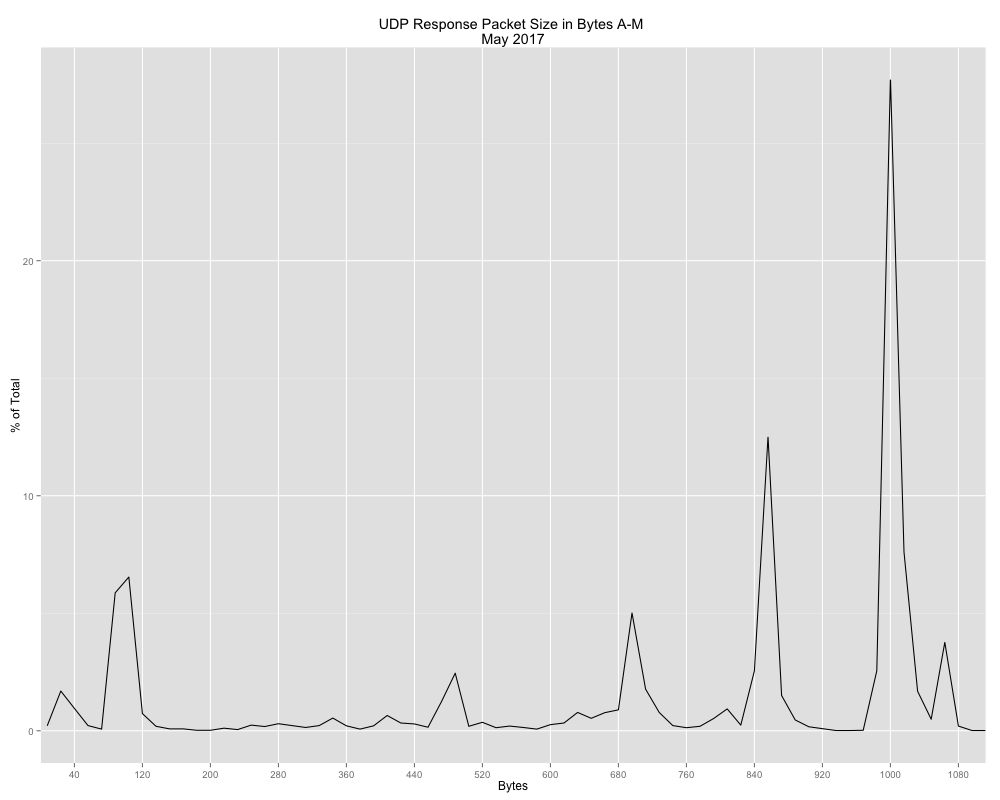 UDP Response Packet Size in Bytes A-M
May 2017
% of Total
20
10
0
40 120 200 280 360 440 520 600 680 760 840 920 1000 1080
Bytes